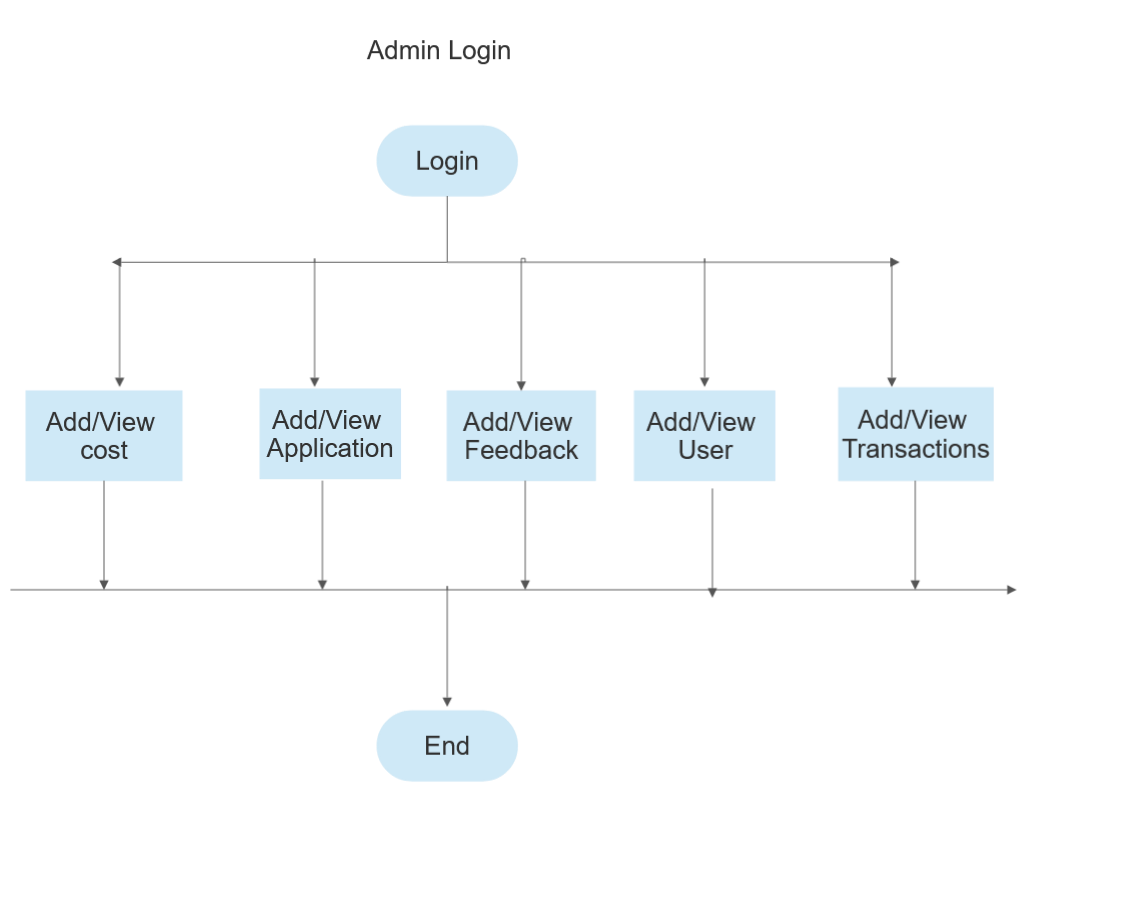 Admin Login
Login
Add/View
cost
Add/View
Application
Add/View
Feedback
Add/View
User
Add/View
Transactions
End